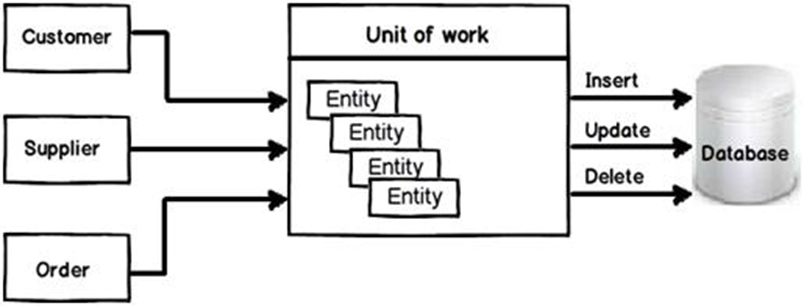 Customer
Supplier
Order
Unit of work
Entity
Entity
Entity
Entity
Insert
Update
Delete
Database